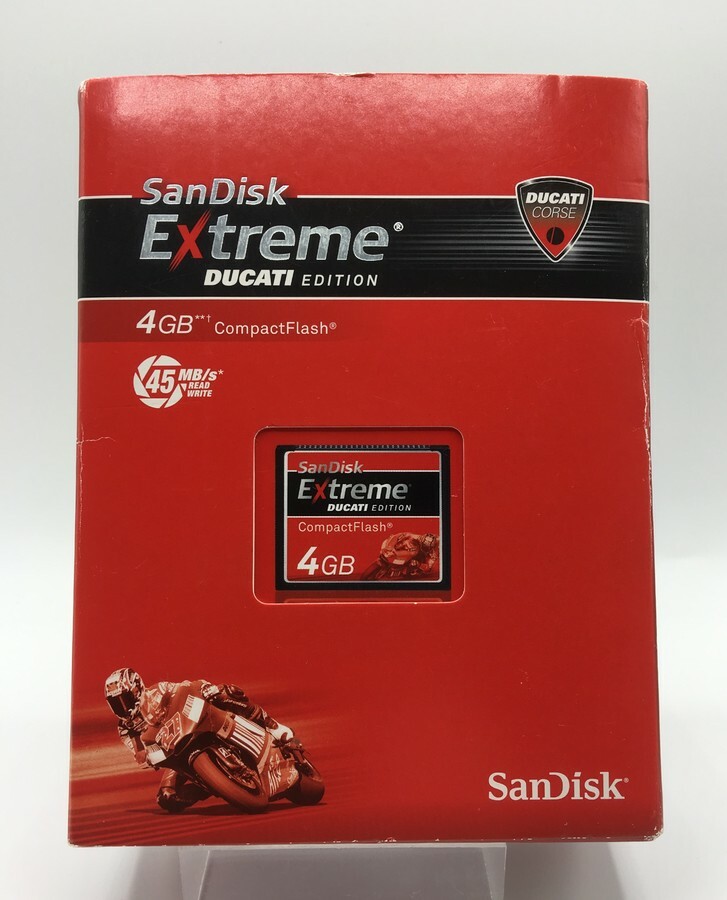 SanDisk
Extreme®
DUCATI EDITION
DUCATI
CORSE
4GB**† CompactFlash®
45 MB/s*
READ
WRITE
SanDisk
Extreme
DUCATI EDITION
CompactFlash®
4GB
SanDisk®